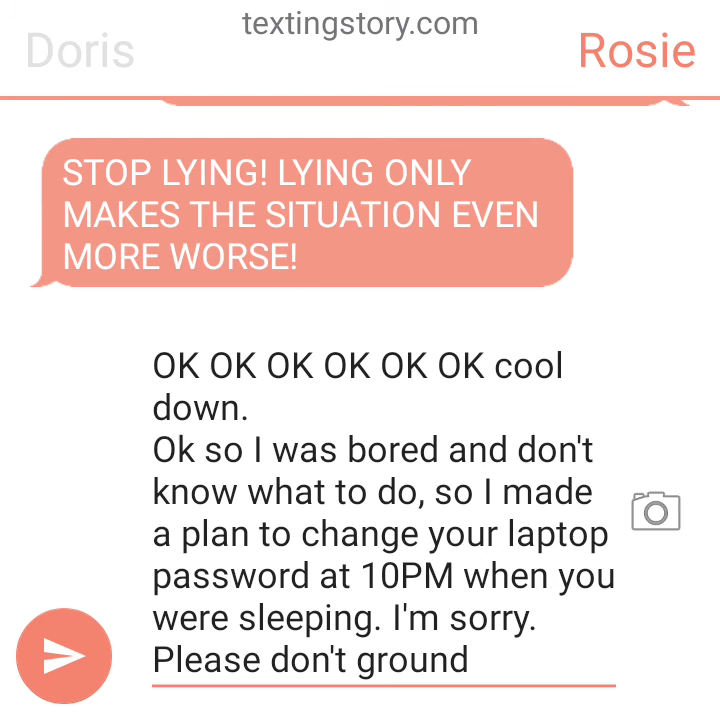 textingstory.com
Doris
Rosie
STOP LYING! LYING ONLY
MAKES THE SITUATION EVEN
MORE WORSE!
OK OK OK OK OK OK cool
down.
Ok so I was bored and don't
know what to do, so I made
a plan to change your laptop
password at 10PM when you
were sleeping. I'm sorry.
Please don't ground